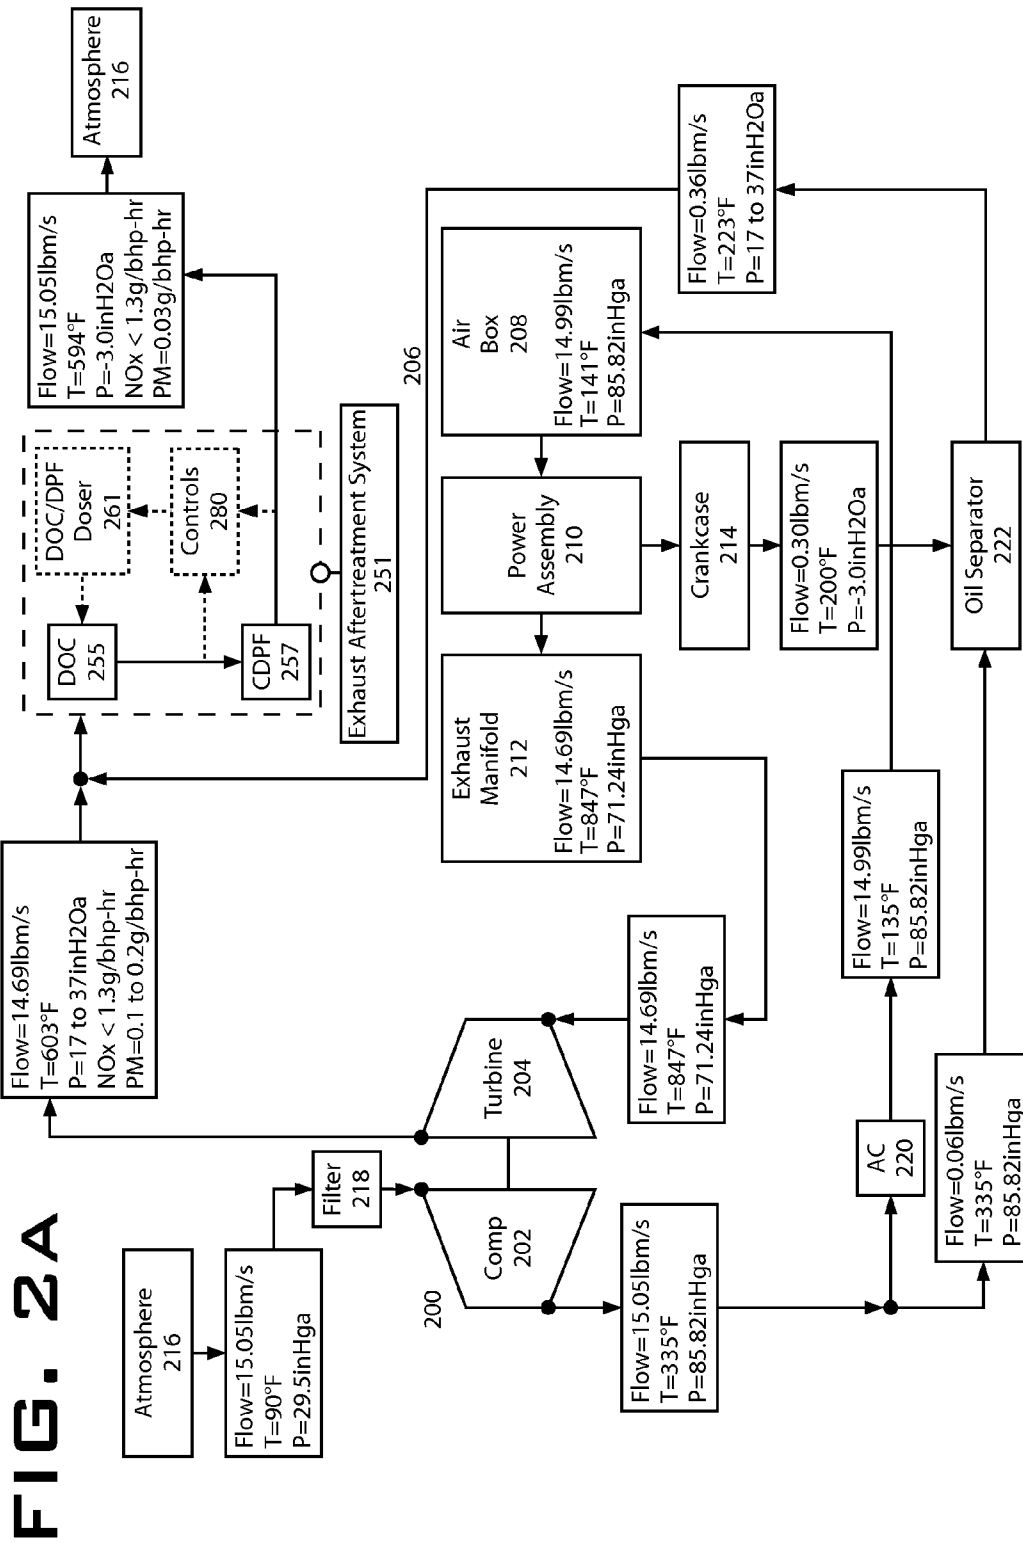 FIG. 2A
Atmosphere
216
Flow=15.05lbm/s
T=90°F
P=29.5inHga
Filter
218
200
Comp
202
Turbine
204
Flow=15.05lbm/s
T=335°F
P=85.82inHga
AC
220
Flow=0.06lbm/s
T=335°F
P=85.82inHga
Flow=14.99lbm/s
T=135°F
P=85.82inHga
Flow=14.69lbm/s
T=847°F
P=71.24inHga
Flow=14.69lbm/s
T=603°F
P=17 to 37inH2Oa
NOx < 1.3g/bhp-hr
PM=0.1 to 0.2g/bhp-hr
Exhaust
Manifold
212
Flow=14.69lbm/s
T=847°F
P=71.24inHga
Power
Assembly
210
Air
Box
208
Flow=14.99lbm/s
T=141°F
P=85.82inHga
Crankcase
214
Flow=0.30lbm/s
T=200°F
P=-3.0inH2Oa
Oil Separator
222
Flow=0.36lbm/s
T=223°F
P=17 to 37inH2Oa
206
DOC
255
CDPF
257
DOC/DPF
Doser
261
Controls
280
Exhaust Aftertreatment System
251
Flow=15.05lbm/s
T=594°F
P=-3.0inH2Oa
NOx < 1.3g/bhp-hr
PM=0.03g/bhp-hr
Atmosphere
216